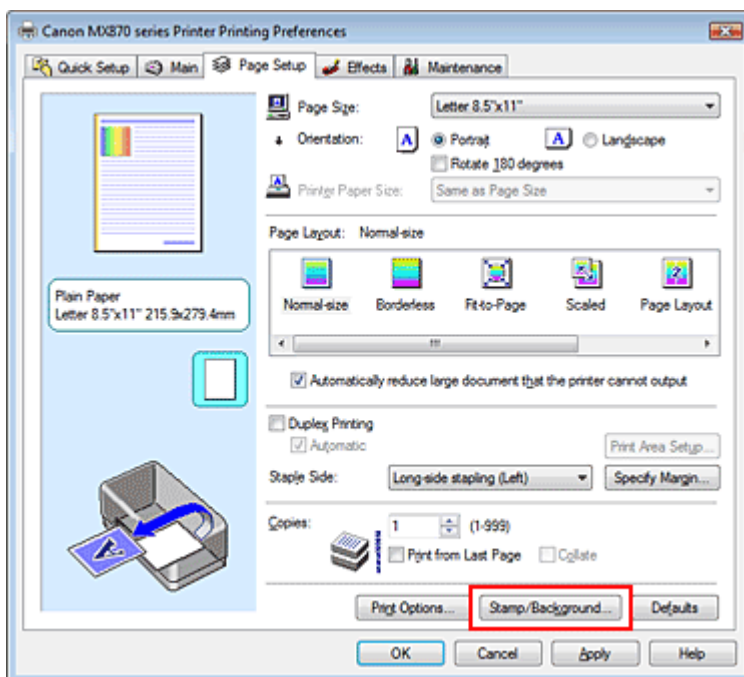 Canon MX870 series Printer Printing Preferences
Quick Setup Main Page Setup Effects Maintenance
Page Size: Letter 8.5"x11"
Orientation: A Portrait A Landscape
Rotate 180 degrees
Printer Paper Size: Same as Page Size
Page Layout: Normal-size
Normal-size Borderless Fit-to-Page Scaled Page Layout
Plain Paper
Letter 8.5"x11" 215.9x279.4mm
Automatically reduce large document that the printer cannot output
Duplex Printing
Automatic Print Area Setup...
Staple Side: Long-side stapling (Left) Specify Margin...
Copies: 1 (1-999)
Print from Last Page Collate
Print Options... Stamp/Background... Defaults
OK Cancel Apply Help